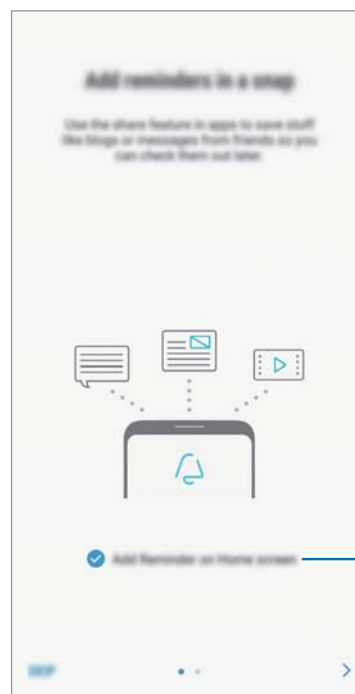 Add reminders in a snap
Use the share feature in apps to save stuff
like blogs or messages from friends so you
can check them out later.
Add Reminder on Home screen
SKIP